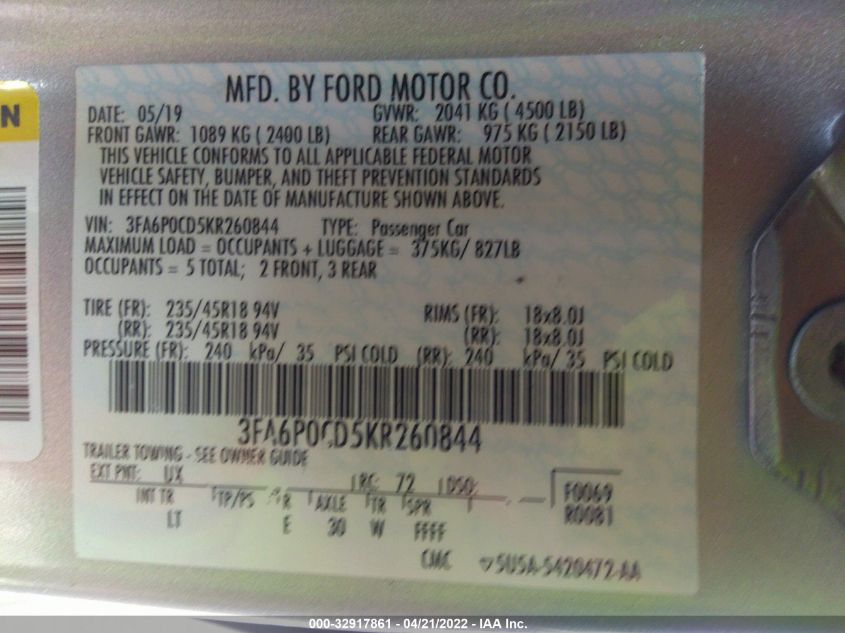 N
MFD. BY FORD MOTOR CO.
DATE: 05/19 GVWR: 2041 KG ( 4500 LB)
FRONT GAWR: 1089 KG ( 2400 LB) REAR GAWR: 975 KG ( 2150 LB)
THIS VEHICLE CONFORMS TO ALL APPLICABLE FEDERAL MOTOR
VEHICLE SAFETY, BUMPER, AND THEFT PREVENTION STANDARDS
IN EFFECT ON THE DATE OF MANUFACTURE SHOWN ABOVE.
VIN: 3FA6P0CD5KR260844 TYPE: Passenger Car
MAXIMUM LOAD = OCCUPANTS + LUGGAGE = 375KG/ 827LB
OCCUPANTS = 5 TOTAL; 2 FRONT, 3 REAR
TIRE (FR): 235/45R18 94V RIMS (FR): 18x8.0J
(RR): 235/45R18 94V (RR): 18x8.0J
PRESSURE (FR): 240 kPa/ 35 PSI COLD (RR): 240 kPa/ 35 PSI COLD
3FA6P0CD5KR260844
TRAILER TOWING - SEE OWNER GUIDE
EXT PNT: UX RC: 72 DSO: F0069
INT TR TP/PS R AXLE TR SPR R0081
LT E 30 W FFFF
CMC 5U5A-5420472-AA
000-32917861 - 04/21/2022 - IAA Inc.